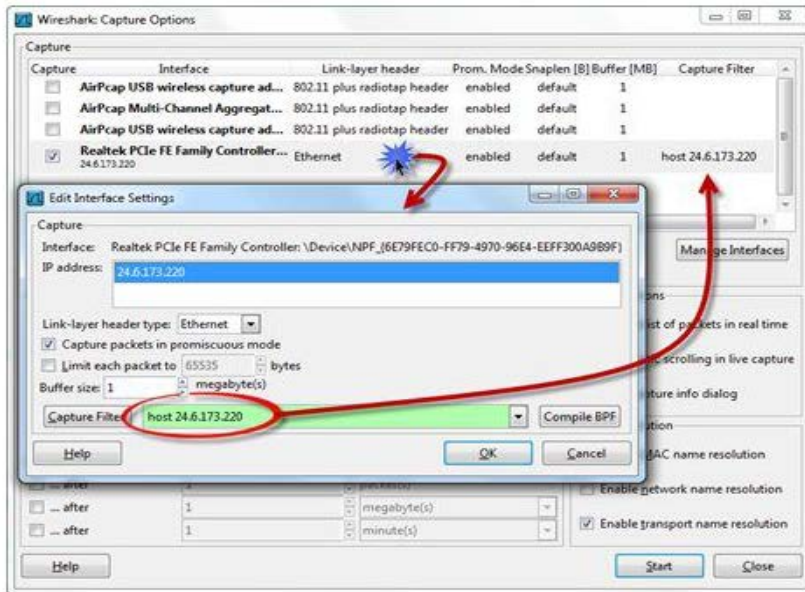 Wireshark: Capture Options
Capture
Capture Interface Link-layer header Prom. Mode Snaplen [B] Buffer [MB] Capture Filter
AirPcap USB wireless capture ad... 802.11 plus radiotap header enabled default 1
AirPcap Multi-Channel Aggregat... 802.11 plus radiotap header enabled default 1
AirPcap USB wireless capture ad... 802.11 plus radiotap header enabled default 1
Realtek PCIe FE Family Controller... Ethernet enabled default 1 host 24.6.173.220
24.6.173.220
Edit Interface Settings
Capture
Interface: Realtek PCIe FE Family Controller: \Device\NPF_{6E79FEC0-FF79-4970-96E4-EEFF300A9B9F}
Manage Interfaces
IP address: 24.6.173.220
Link-layer header type: Ethernet
list of packets in real time
Capture packets in promiscuous mode
Limit each packet to 65535 bytes
scrolling in live capture
Buffer size: 1 megabyte(s)
info dialog
Capture Filter host 24.6.173.220 Compile BPF
Help OK Cancel
MAC name resolution
... after 1
Enable network name resolution
... after 1 megabyte(s)
... after 1 minute(s)
Enable transport name resolution
Help Start Close